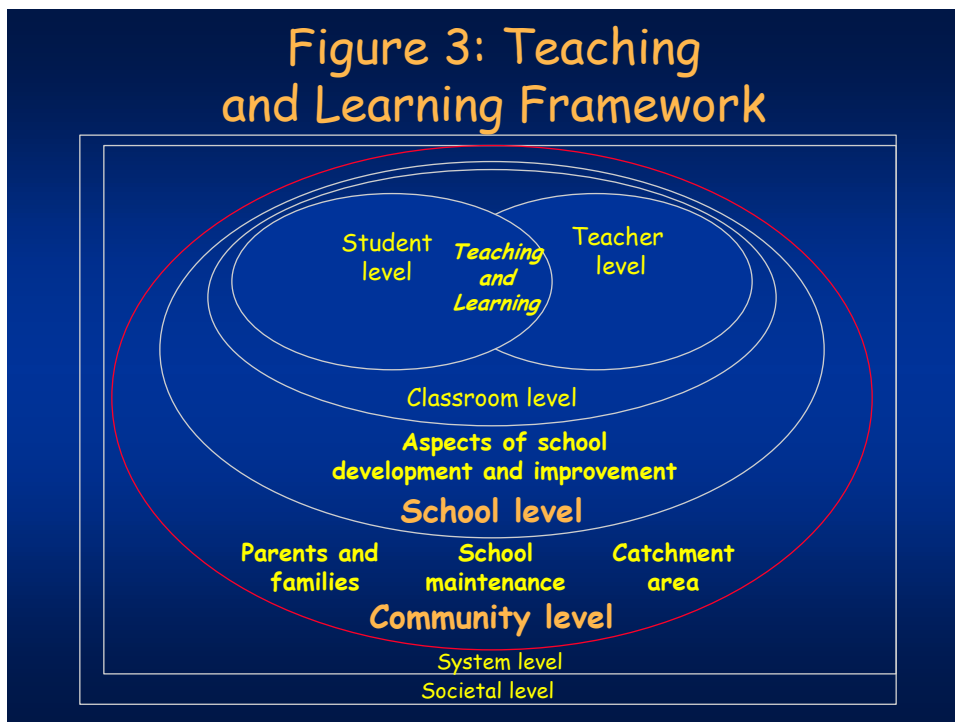 Figure 3: Teaching
and Learning Framework
Student
level
Teaching
and
Learning
Teacher
level
Classroom level
Aspects of school
development and improvement
School level
Parents and
families
School
maintenance
Catchment
area
Community level
System level
Societal level